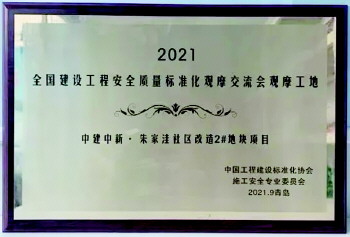 2021
全国建设工程安全质量标准化观摩交流会观摩工地
中建中新·朱家洼社区改造2#地块项目
中国工程建设标准化协会
施工安全专业委员会
2021.9青岛